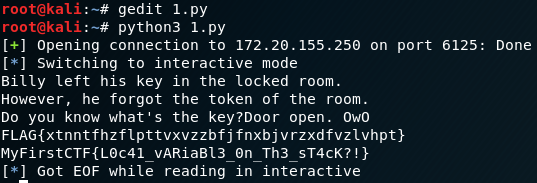 root@kali:~# gedit 1.py
root@kali:~# python3 1.py
[+] Opening connection to 172.20.155.250 on port 6125: Done
[*] Switching to interactive mode
Billy left his key in the locked room.
However, he forgot the token of the room.
Do you know what's the key?Door open. OwO
FLAG{xtnntfhzflpttvxvzzbfjfnxbjvrzxdfvzlvhpt}
MyFirstCTF{L0c41_vARiaBl3_0n_Th3_sT4cK?!}
[*] Got EOF while reading in interactive